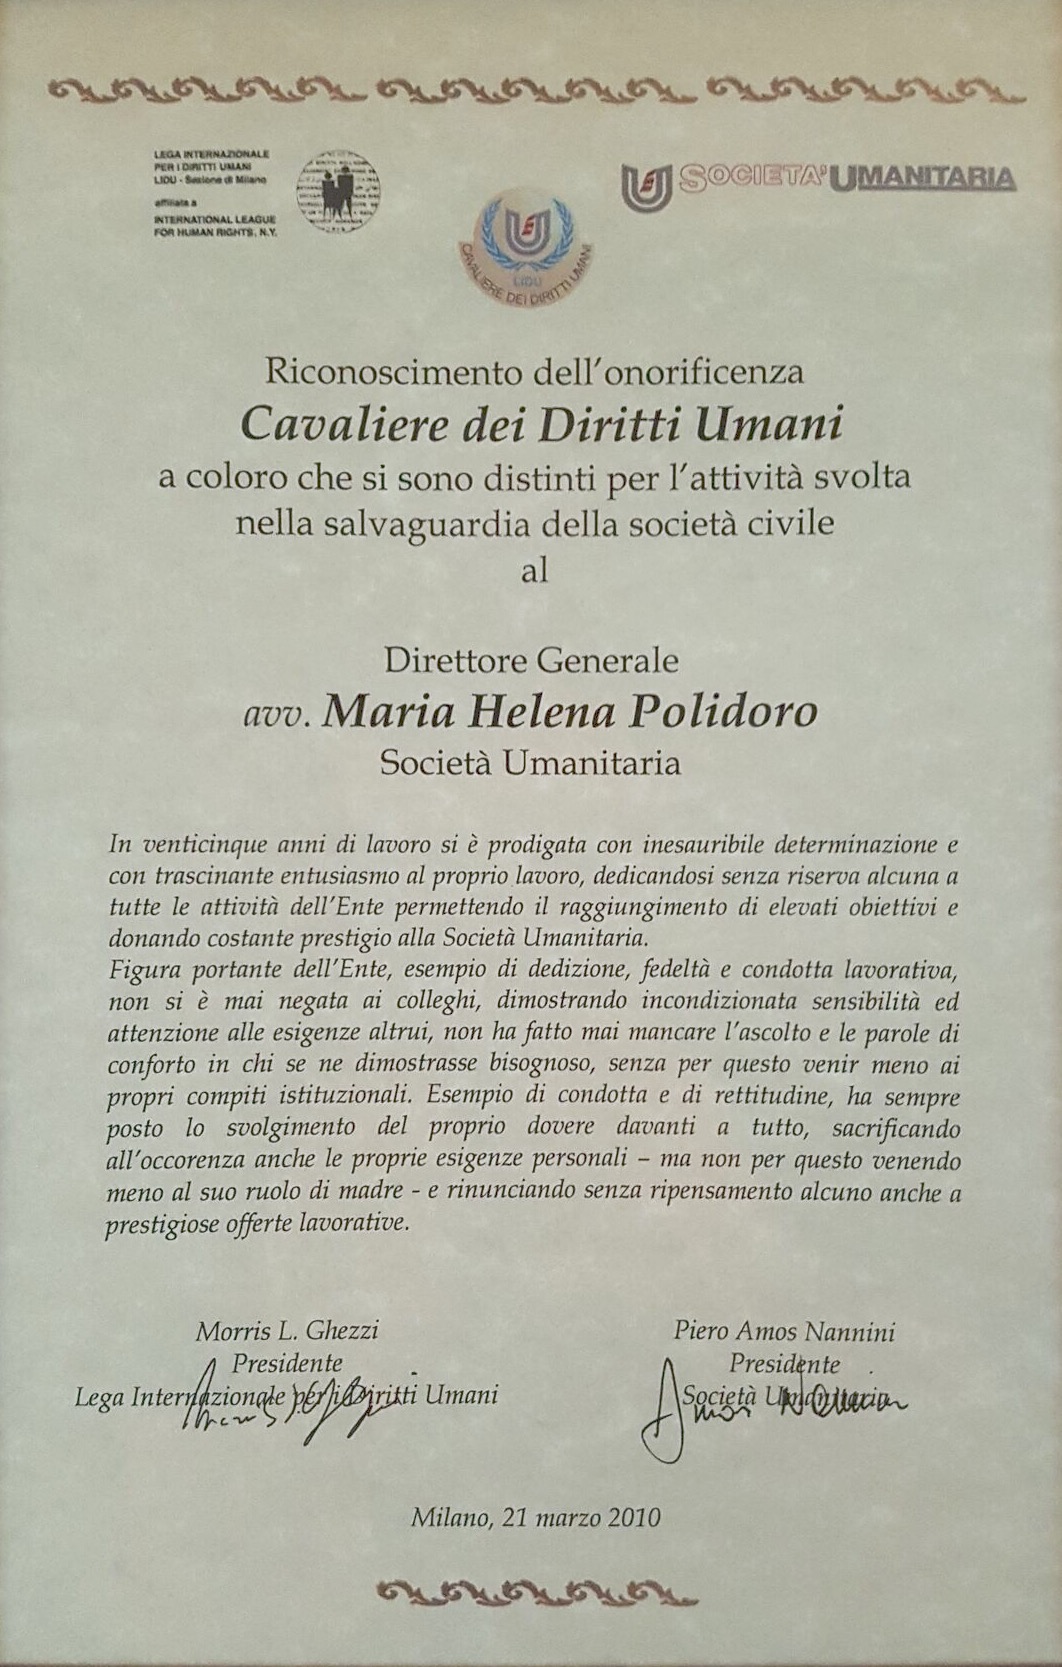 LEGA INTERNAZIONALE
PER I DIRITTI UMANI
LIDU - Sezione di Milano
affiliata a
INTERNATIONAL LEAGUE
FOR HUMAN RIGHTS, N.Y.
SOCIETA' UMANITARIA
LIDU
CAVALIERE DEI DIRITTI UMANI
Riconoscimento dell'onorificenza
Cavaliere dei Diritti Umani
a coloro che si sono distinti per l'attività svolta
nella salvaguardia della società civile
al
Direttore Generale
avv. Maria Helena Polidoro
Società Umanitaria
In venticinque anni di lavoro si è prodigata con inesauribile determinazione e
con trascinante entusiasmo al proprio lavoro, dedicandosi senza riserva alcuna a
tutte le attività dell'Ente permettendo il raggiungimento di elevati obiettivi e
donando costante prestigio alla Società Umanitaria.
Figura portante dell'Ente, esempio di dedizione, fedeltà e condotta lavorativa,
non si è mai negata ai colleghi, dimostrando incondizionata sensibilità ed
attenzione alle esigenze altrui, non ha fatto mai mancare l'ascolto e le parole di
conforto in chi se ne dimostrasse bisognoso, senza per questo venir meno ai
propri compiti istituzionali. Esempio di condotta e di rettitudine, ha sempre
posto lo svolgimento del proprio dovere davanti a tutto, sacrificando
all'occorenza anche le proprie esigenze personali – ma non per questo venendo
meno al suo ruolo di madre - e rinunciando senza ripensamento alcuno anche a
prestigiose offerte lavorative.
Morris L. Ghezzi
Presidente
Lega Internazionale per i Diritti Umani
Piero Amos Nannini
Presidente
Società Umanitaria
Milano, 21 marzo 2010